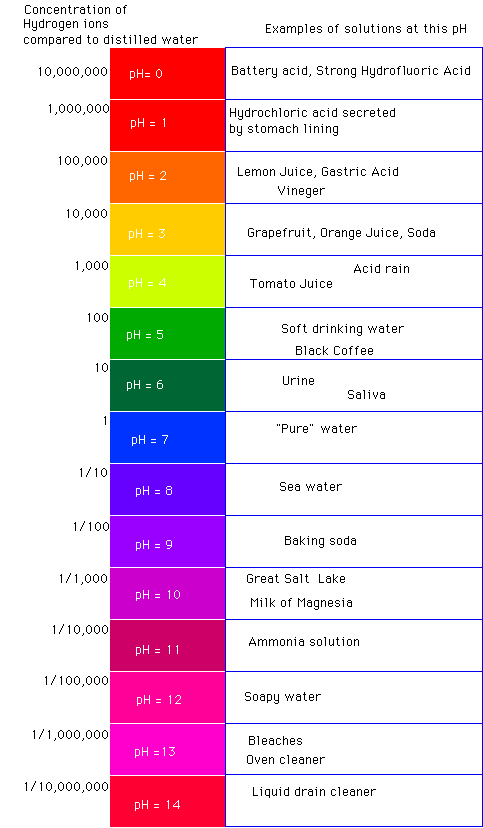 Concentration of
Hydrogen ions
compared to distilled water
Examples of solutions at this pH
10,000,000 pH= 0 Battery acid, Strong Hydrofluoric Acid
1,000,000 pH = 1 Hydrochloric acid secreted
by stomach lining
100,000 pH = 2 Lemon Juice, Gastric Acid
Vineger
10,000 pH = 3 Grapefruit, Orange Juice, Soda
1,000 pH = 4 Acid rain
Tomato Juice
100 pH = 5 Soft drinking water
Black Coffee
10 pH = 6 Urine
Saliva
1 pH = 7 "Pure" water
1/10 pH = 8 Sea water
1/100 pH = 9 Baking soda
1/1,000 pH = 10 Great Salt Lake
Milk of Magnesia
1/10,000 pH = 11 Ammonia solution
1/100,000 pH = 12 Soapy water
1/1,000,000 pH =13 Bleaches
Oven cleaner
1/10,000,000 pH = 14 Liquid drain cleaner